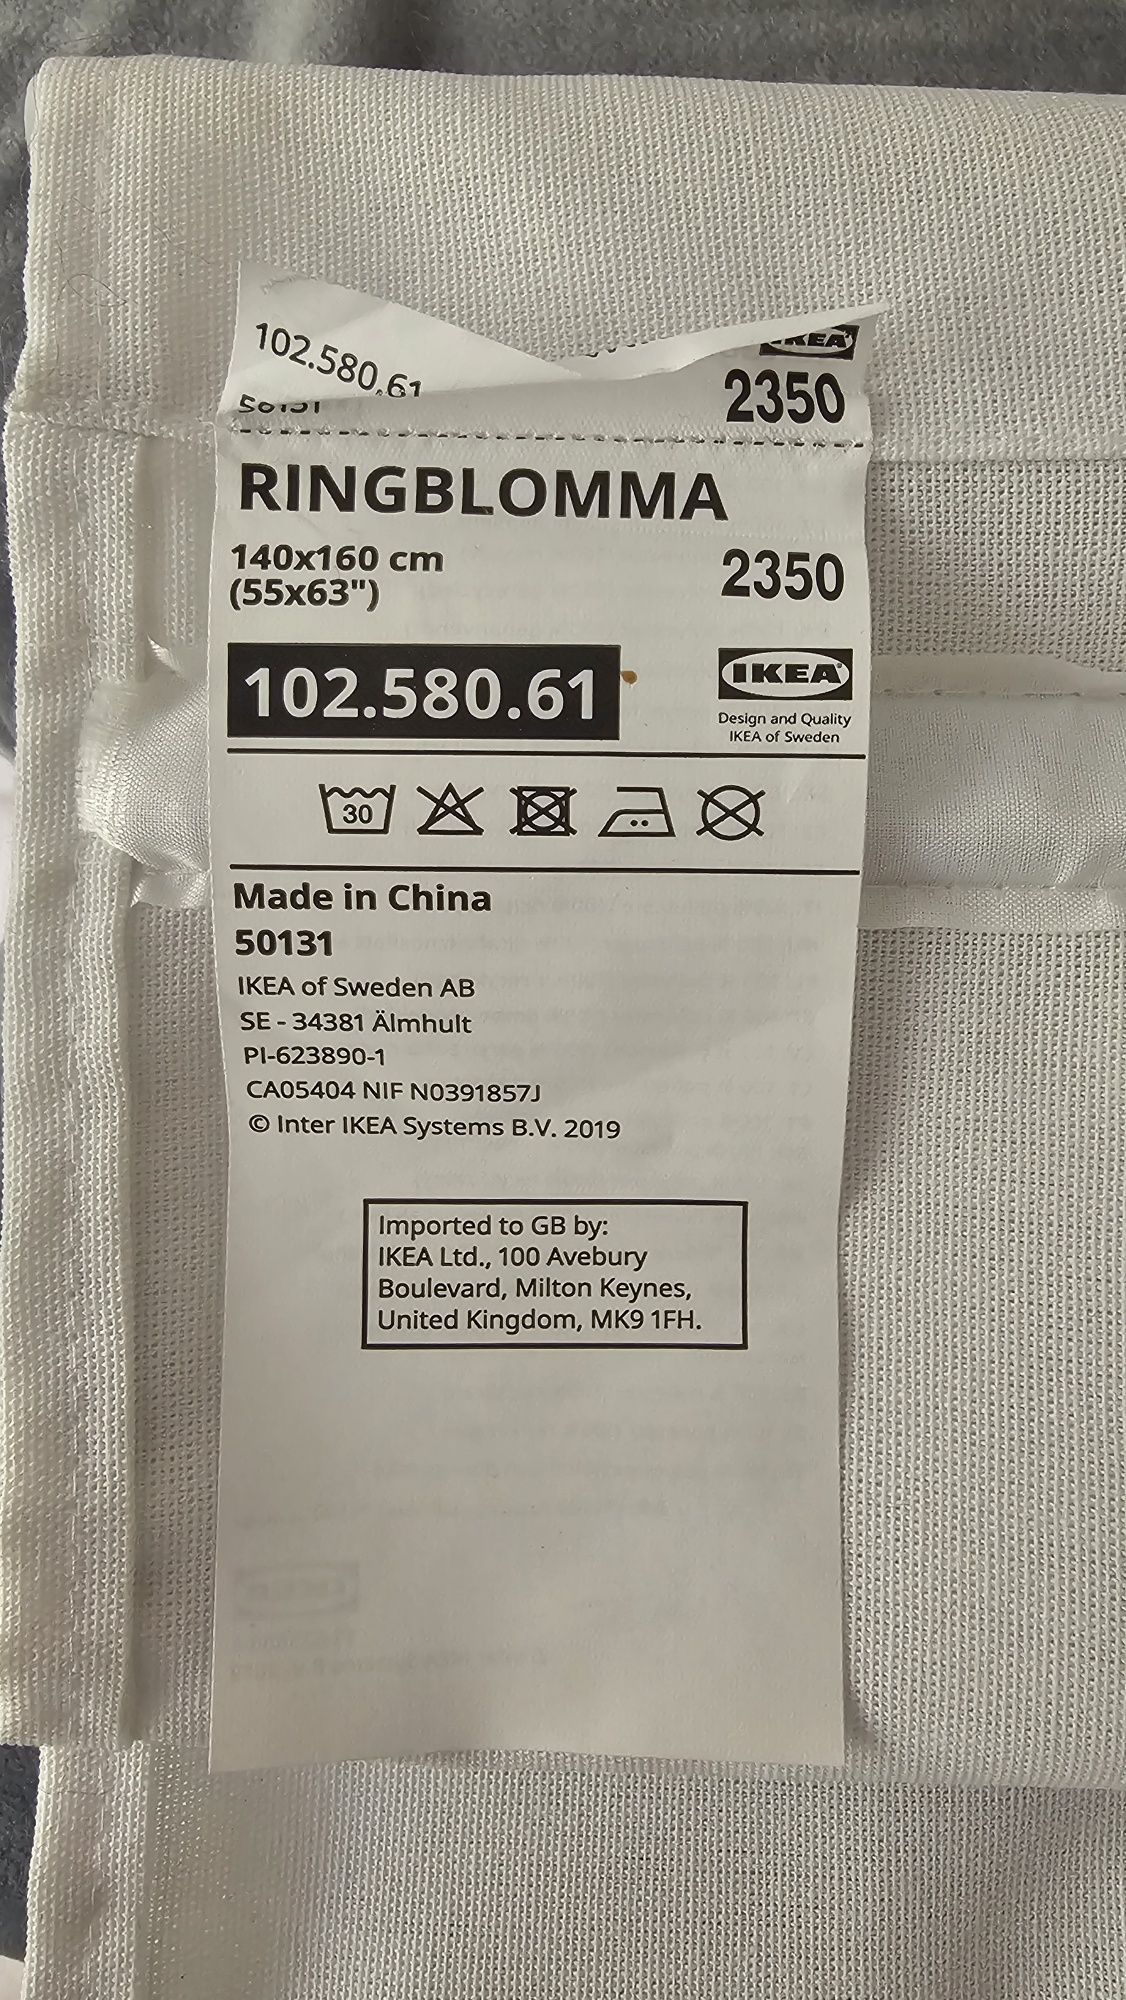 102.580.61
50131
IKEA
2350
RINGBLOMMA
140x160 cm
(55x63")
2350
102.580.61
IKEA
Design and Quality
IKEA of Sweden
30
Made in China
50131
IKEA of Sweden AB
SE - 34381 Älmhult
PI-623890-1
CA05404 NIF N0391857J
© Inter IKEA Systems B.V. 2019
Imported to GB by:
IKEA Ltd., 100 Avebury
Boulevard, Milton Keynes,
United Kingdom, MK9 1FH.